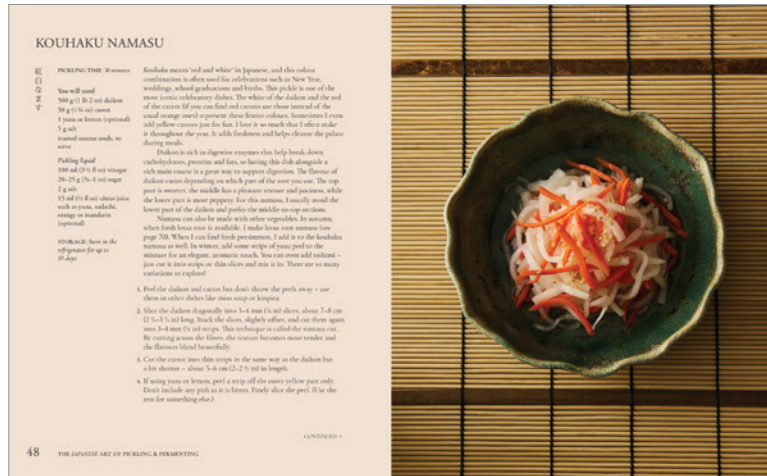 KOUHAKU NAMASU
紅白なます
PICKLING TIME: 30 minutes
You will need
500 g (1 lb 2 oz) daikon
50 g (1¾ oz) carrot
1 yuzu or lemon (optional)
5 g salt
toasted sesame seeds, to
serve
Pickling liquid
100 ml (3½ fl oz) vinegar
20–25 g (¾–1 oz) sugar
2 g salt
15 ml (½ fl oz) citrus juice
such as yuzu, sudachi,
orange or mandarin
(optional)
STORAGE: Store in the
refrigerator for up to
10 days.
Kouhaku means 'red and white' in Japanese, and this colour
combination is often used for celebrations such as New Year,
weddings, school graduations and births. This pickle is one of the
most iconic celebratory dishes. The white of the daikon and the red
of the carrot (if you can find red carrots use those instead of the
usual orange ones) represent these festive colours. Sometimes I even
add yellow carrots just for fun. I love it so much that I often make
it throughout the year. It adds freshness and helps cleanse the palate
during meals.
Daikon is rich in digestive enzymes that help break down
carbohydrates, proteins and fats, so having this dish alongside a
rich main course is a great way to support digestion. The flavour of
daikon varies depending on which part of the root you use. The top
part is sweeter, the middle has a pleasant texture and juiciness, while
the lower part is more peppery. For this namasu, I usually avoid the
lower part of the daikon and prefer the middle-to-top sections.
Namasu can also be made with other vegetables. In autumn,
when fresh lotus root is available, I make lotus root namasu (see
page 70). When I can find fresh persimmon, I add it to the kouhaku
namasu as well. In winter, add some strips of yuzu peel to the
mixture for an elegant, aromatic touch. You can even add sashimi –
just cut it into strips or thin slices and mix it in. There are so many
variations to explore!
1. Peel the daikon and carrot but don't throw the peels away – use
them in other dishes like miso soup or kinpira.
2. Slice the daikon diagonally into 3–4 mm (⅛ in) slices, about 7–8 cm
(2¾–3¼ in) long. Stack the slices, slightly offset, and cut them again
into 3–4 mm (⅛ in) strips. This technique is called the namasu cut.
By cutting across the fibres, the texture becomes more tender and
the flavours blend beautifully.
3. Cut the carrot into thin strips in the same way as the daikon but
a bit shorter – about 5–6 cm (2–2½ in) in length.
4. If using yuzu or lemon, peel a strip off the outer yellow part only.
Don't include any pith as it is bitter. Finely slice the peel. (Use the
rest for something else.)
CONTINUED
48 THE JAPANESE ART OF PICKLING & FERMENTING